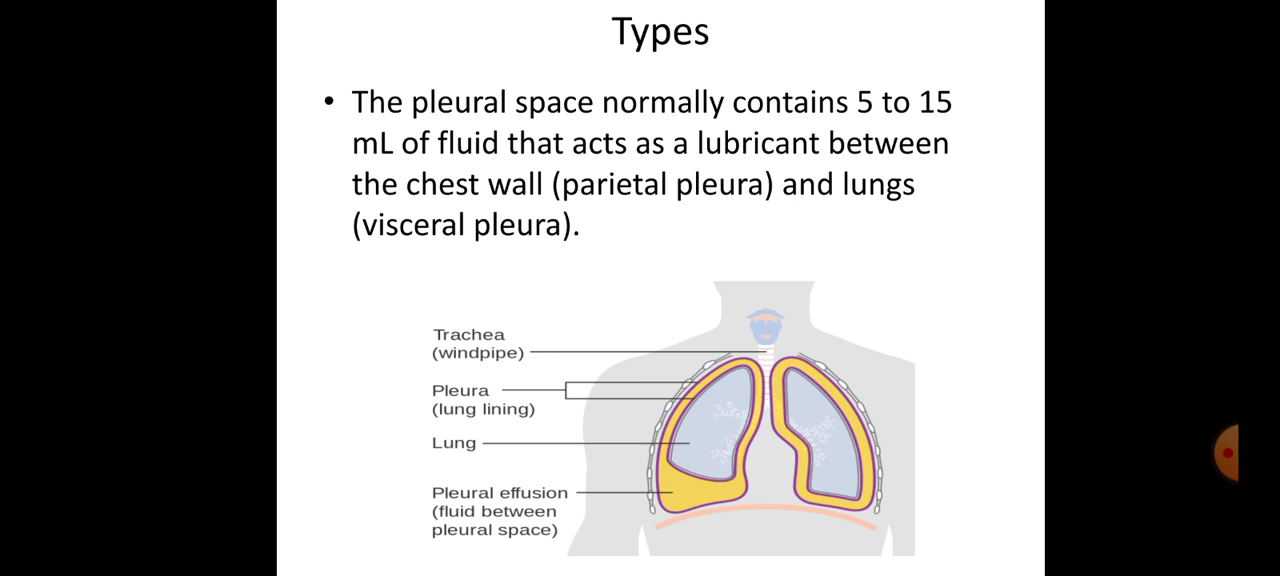 Types
• The pleural space normally contains 5 to 15
mL of fluid that acts as a lubricant between
the chest wall (parietal pleura) and lungs
(visceral pleura).
Trachea
(windpipe)
Pleura
(lung lining)
Lung
Pleural effusion
(fluid between
pleural space)